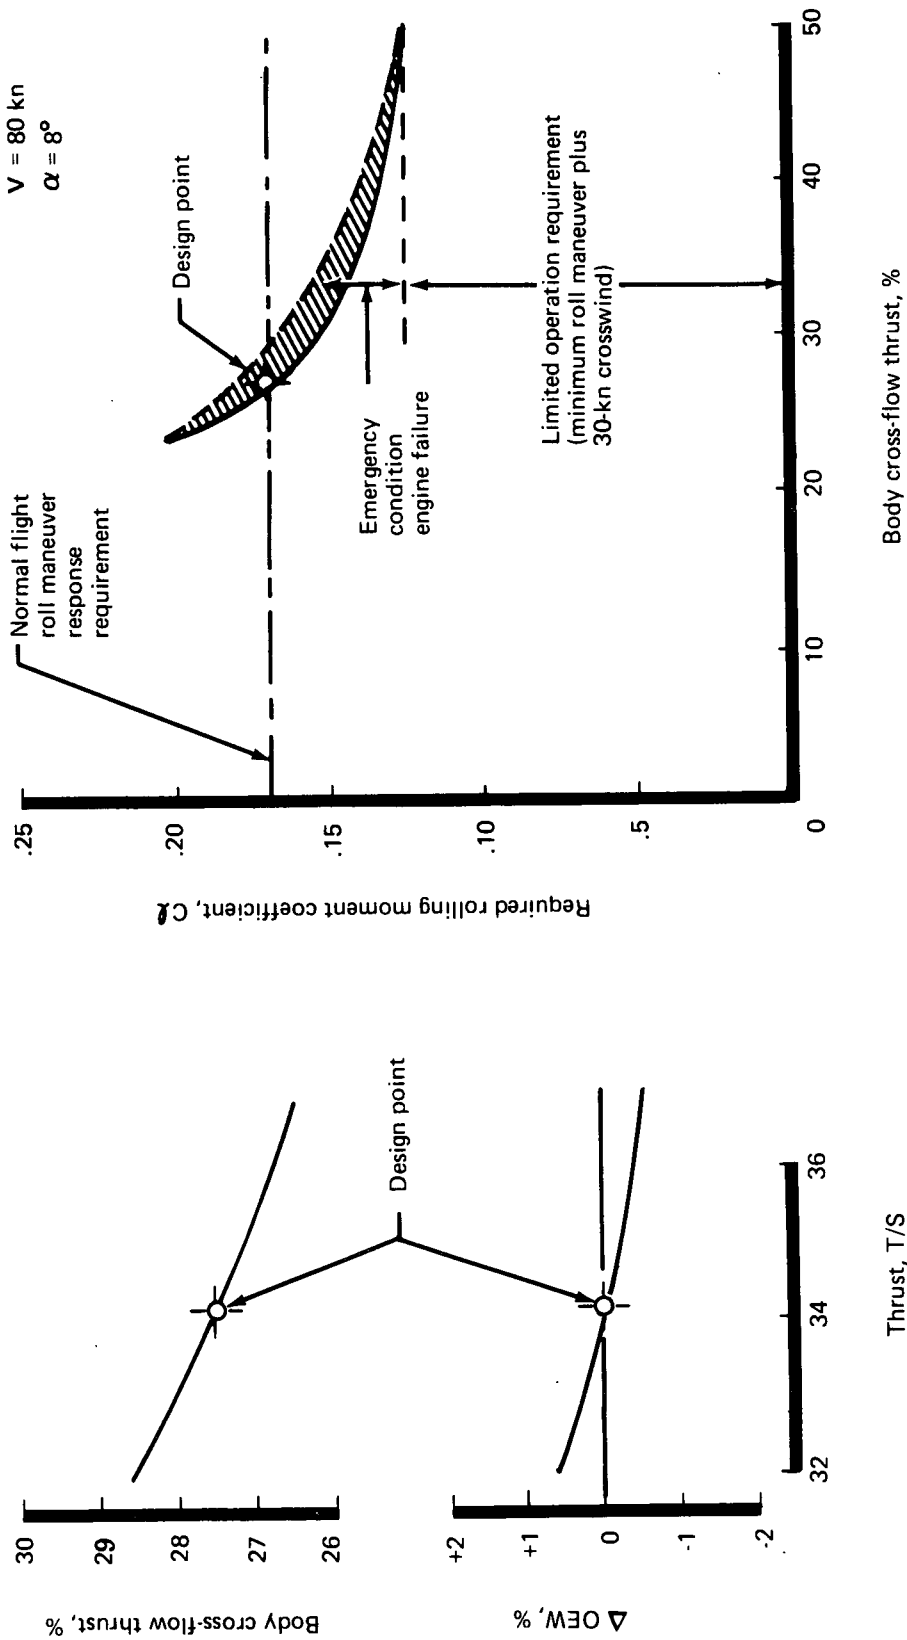 30
29
28
27
26
Body cross-flow thrust, %
Design point
+2
+1
0
-1
-2
Δ OEW, %
32
34
36
Thrust, T/S
V = 80 kn
α = 8°
Normal flight
roll maneuver
response
requirement
Design point
Emergency
condition
engine failure
Limited operation requirement
(minimum roll maneuver plus
30-kn crosswind)
.25
.20
.15
.10
.5
0
Required rolling moment coefficient, Cℓ
10
20
30
40
50
Body cross-flow thrust, %